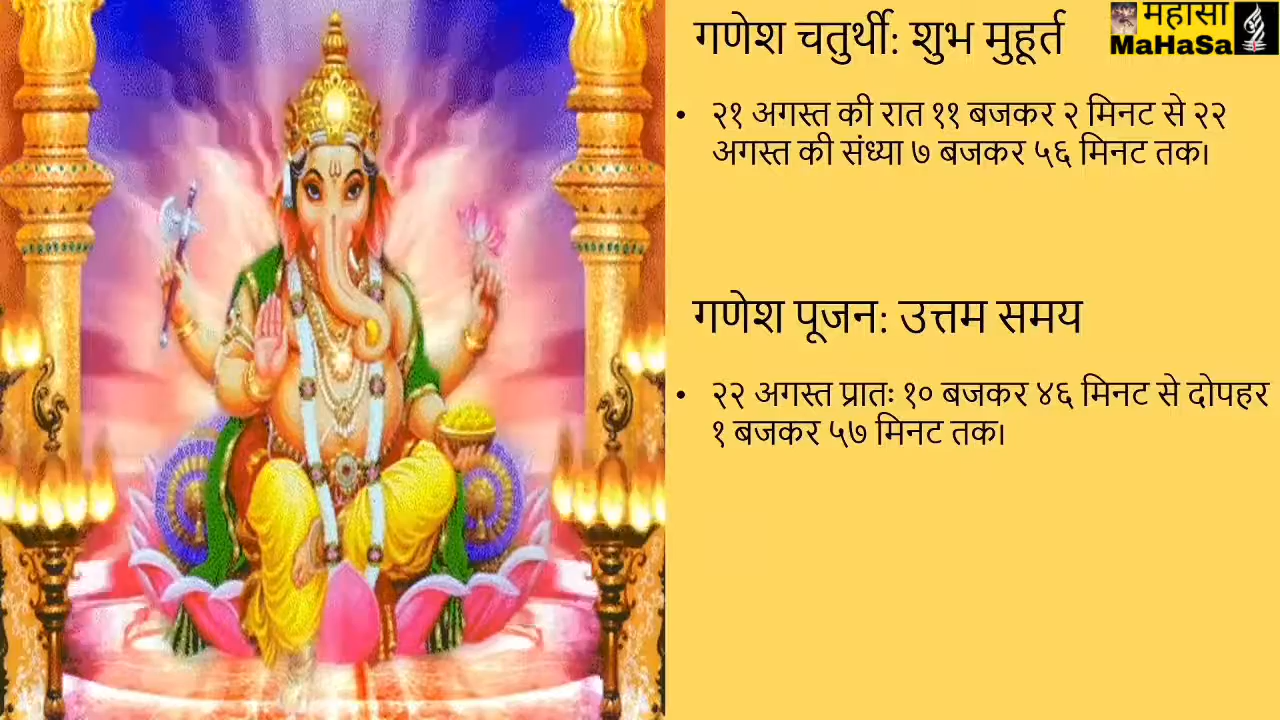 गणेश चतुर्थी: शुभ मुहूर्त
महासा
MaHaSa
• २१ अगस्त की रात ११ बजकर २ मिनट से २२
अगस्त की संध्या ७ बजकर ५६ मिनट तक।
गणेश पूजन: उत्तम समय
• २२ अगस्त प्रातः १० बजकर ४६ मिनट से दोपहर
१ बजकर ५७ मिनट तक।